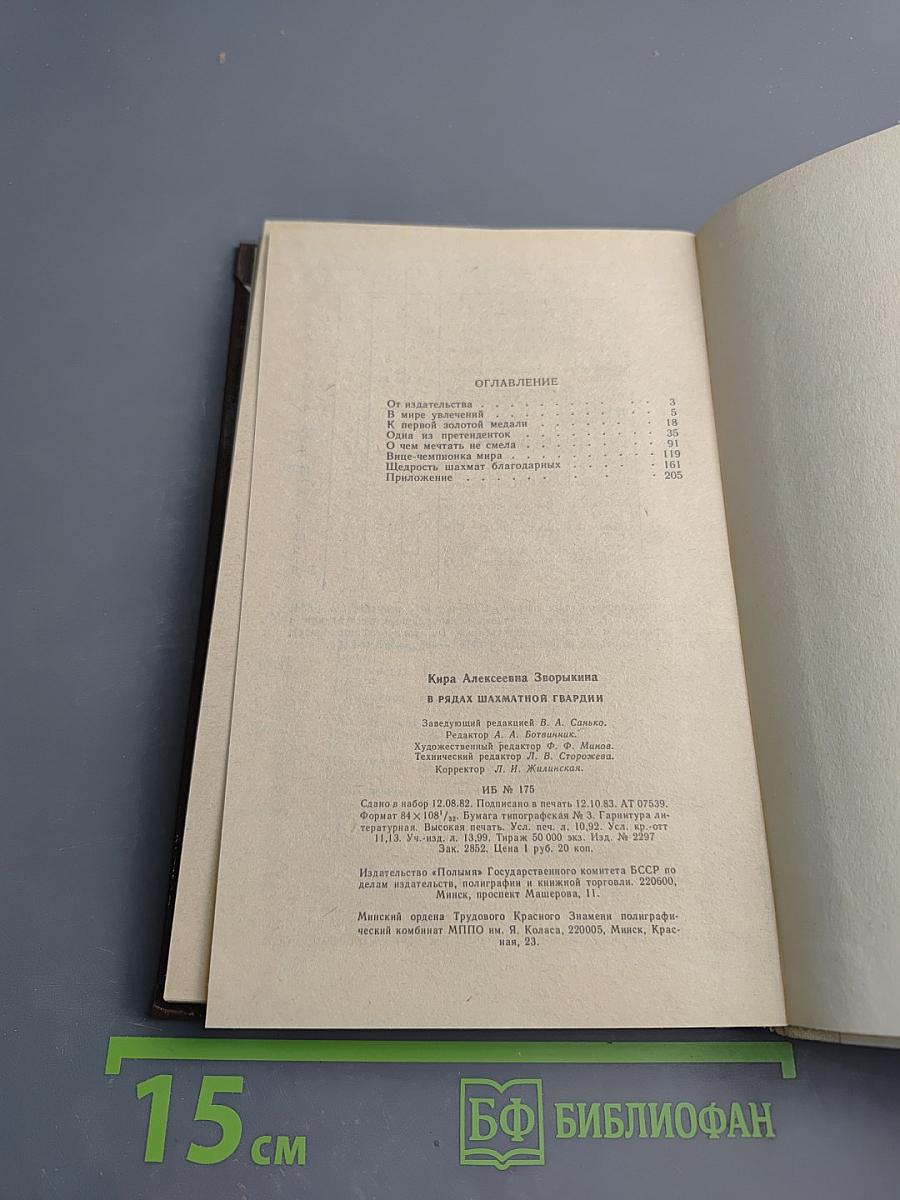 ОГЛАВЛЕНИЕ
От издательства . . . . . . . . . . 3
В мире увлечений . . . . . . . . . 5
К первой золотой медали . . . . . . . 18
Одна из претенденток . . . . . . . . 35
О чем мечтать не смела . . . . . . . . 91
Вице-чемпионка мира . . . . . . . . . 119
Щедрость шахмат благодарных . . . . . 161
Приложение . . . . . . . . . 205
Кира Алексеевна Зворыкина
В РЯДАХ ШАХМАТНОЙ ГВАРДИИ
Заведующий редакцией В. А. Санько.
Редактор А. А. Ботвинник.
Художественный редактор Ф. Ф. Минов.
Технический редактор Л. В. Сторожева.
Корректор Л. И. Жилинская.
ИБ № 175
Сдано в набор 12.08.82. Подписано в печать 12.10.83. АТ 07539.
Формат 84×108¹/₃₂. Бумага типографская № 3. Гарнитура ли-
тературная. Высокая печать. Усл. печ. л. 10,92. Усл. кр.-отт
11,13. Уч.-изд. л. 13,99. Тираж 50 000 экз. Изд. № 2297
Зак. 2852. Цена 1 руб. 20 коп.
Издательство «Полымя» Государственного комитета БССР по
делам издательств, полиграфии и книжной торговли. 220600,
Минск, проспект Машерова, 11.
Минский ордена Трудового Красного Знамени полиграфи-
ческий комбинат МППО им. Я. Коласа, 220005, Минск, Крас-
ная, 23.
15 см
БФ БИБЛИОФАН